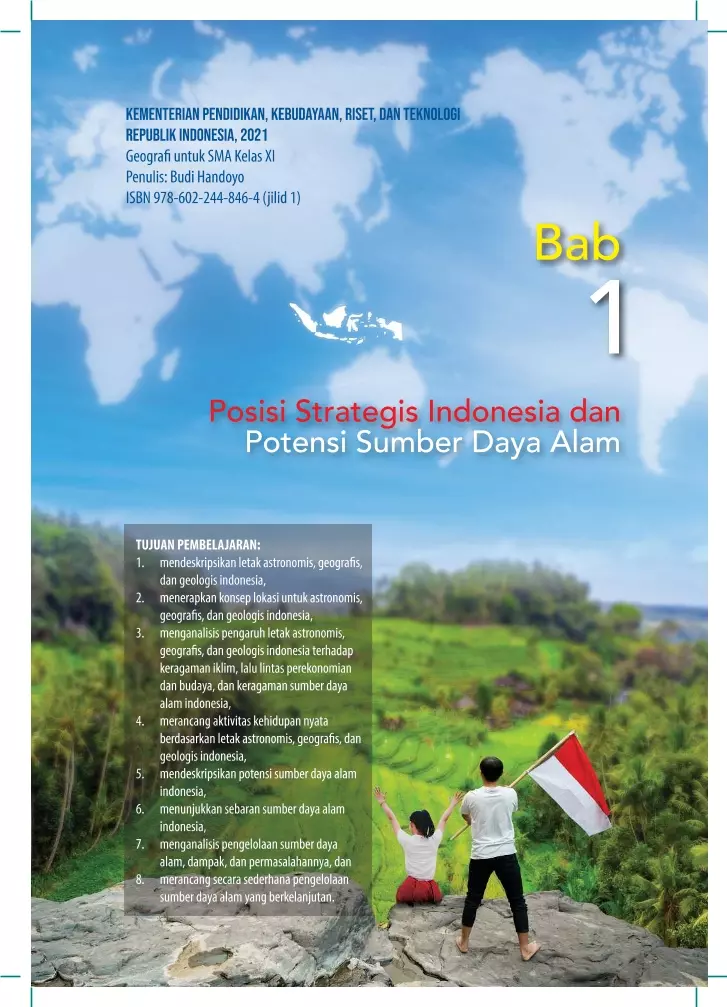 KEMENTERIAN PENDIDIKAN, KEBUDAYAAN, RISET, DAN TEKNOLOGI
REPUBLIK INDONESIA, 2021
Geografi untuk SMA Kelas XI
Penulis: Budi Handoyo
ISBN 978-602-244-846-4 (jilid 1)
Bab
1
Posisi Strategis Indonesia dan
Potensi Sumber Daya Alam
TUJUAN PEMBELAJARAN:
1. mendeskripsikan letak astronomis, geografis,
dan geologis indonesia,
2. menerapkan konsep lokasi untuk astronomis,
geografis, dan geologis indonesia,
3. menganalisis pengaruh letak astronomis,
geografis, dan geologis indonesia terhadap
keragaman iklim, lalu lintas perekonomian
dan budaya, dan keragaman sumber daya
alam indonesia,
4. merancang aktivitas kehidupan nyata
berdasarkan letak astronomis, geografis, dan
geologis indonesia,
5. mendeskripsikan potensi sumber daya alam
indonesia,
6. menunjukkan sebaran sumber daya alam
indonesia,
7. menganalisis pengelolaan sumber daya
alam, dampak, dan permasalahannya, dan
8. merancang secara sederhana pengelolaan
sumber daya alam yang berkelanjutan.